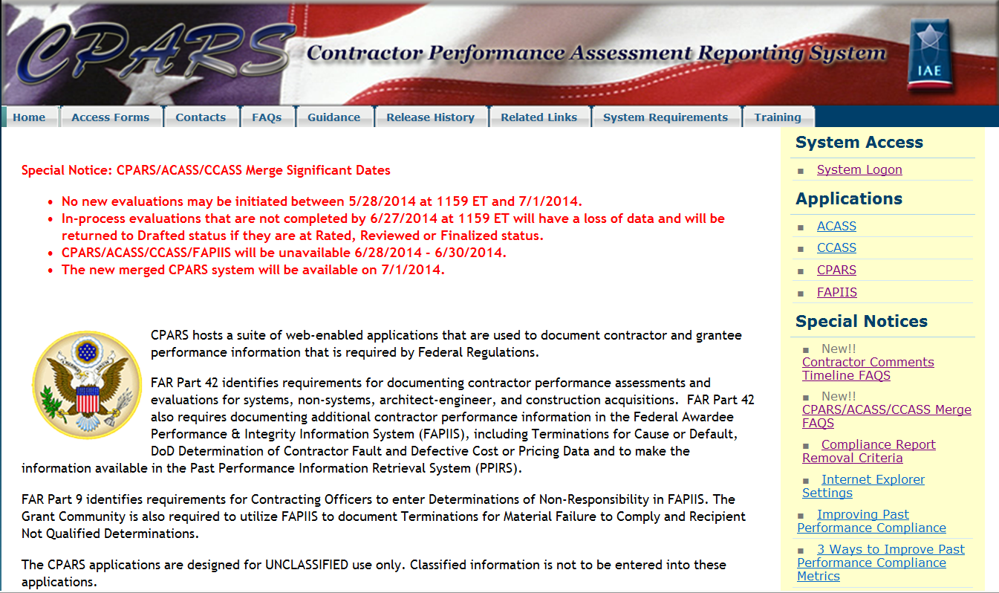 CPARS
Contractor Performance Assessment Reporting System
IAE
Home
Access Forms
Contacts
FAQs
Guidance
Release History
Related Links
System Requirements
Training
Special Notice: CPARS/ACASS/CCASS Merge Significant Dates
• No new evaluations may be initiated between 5/28/2014 at 1159 ET and 7/1/2014.
• In-process evaluations that are not completed by 6/27/2014 at 1159 ET will have a loss of data and will be
returned to Drafted status if they are at Rated, Reviewed or Finalized status.
• CPARS/ACASS/CCASS/FAPIIS will be unavailable 6/28/2014 - 6/30/2014.
• The new merged CPARS system will be available on 7/1/2014.
CPARS hosts a suite of web-enabled applications that are used to document contractor and grantee
performance information that is required by Federal Regulations.
FAR Part 42 identifies requirements for documenting contractor performance assessments and
evaluations for systems, non-systems, architect-engineer, and construction acquisitions.  FAR Part 42
also requires documenting additional contractor performance information in the Federal Awardee
Performance & Integrity Information System (FAPIIS), including Terminations for Cause or Default,
DoD Determination of Contractor Fault and Defective Cost or Pricing Data and to make the
information available in the Past Performance Information Retrieval System (PPIRS).
FAR Part 9 identifies requirements for Contracting Officers to enter Determinations of Non-Responsibility in FAPIIS. The
Grant Community is also required to utilize FAPIIS to document Terminations for Material Failure to Comply and Recipient
Not Qualified Determinations.
The CPARS applications are designed for UNCLASSIFIED use only. Classified information is not to be entered into these
applications.
System Access
System Logon
Applications
ACASS
CCASS
CPARS
FAPIIS
Special Notices
New!!
Contractor Comments
Timeline FAQS
New!!
CPARS/ACASS/CCASS Merge
FAQS
Compliance Report
Removal Criteria
Internet Explorer
Settings
Improving Past
Performance Compliance
3 Ways to Improve Past
Performance Compliance
Metrics